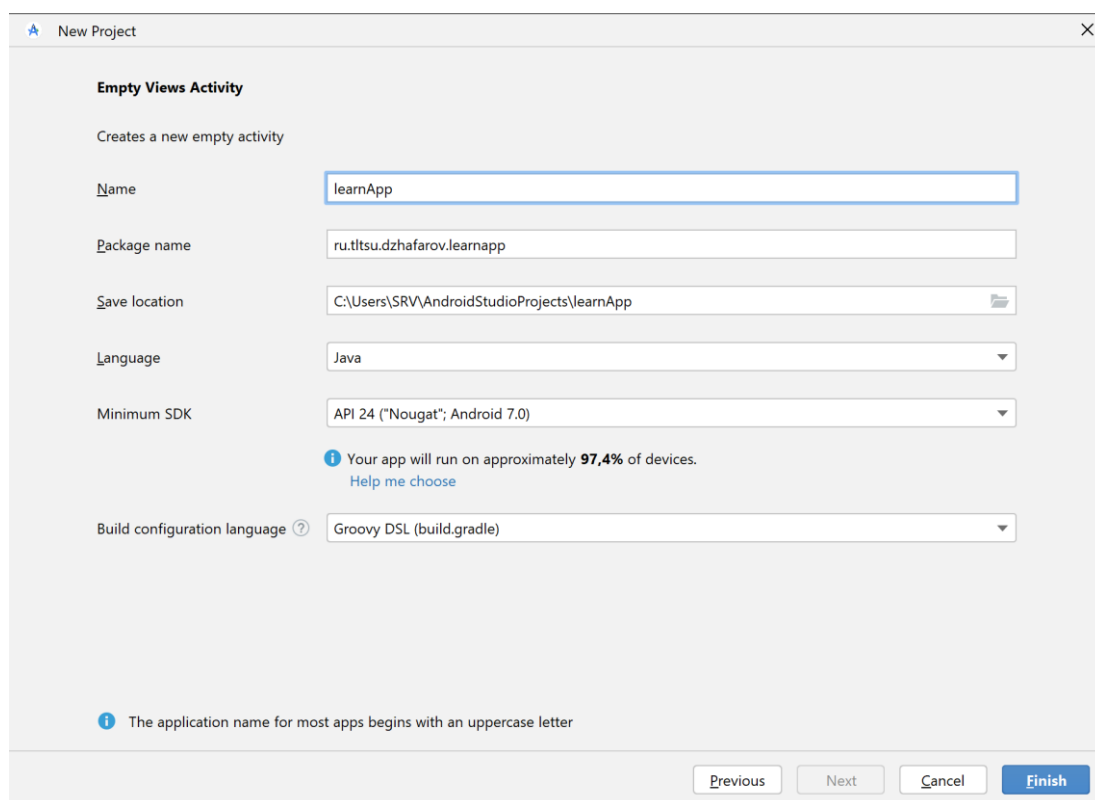 New Project
Empty Views Activity
Creates a new empty activity
Name learnApp
Package name ru.tltsu.dzhafarov.learnapp
Save location C:\Users\SRV\AndroidStudioProjects\learnApp
Language Java
Minimum SDK API 24 ("Nougat"; Android 7.0)
Your app will run on approximately 97,4% of devices.
Help me choose
Build configuration language ? Groovy DSL (build.gradle)
The application name for most apps begins with an uppercase letter
Previous Next Cancel Finish